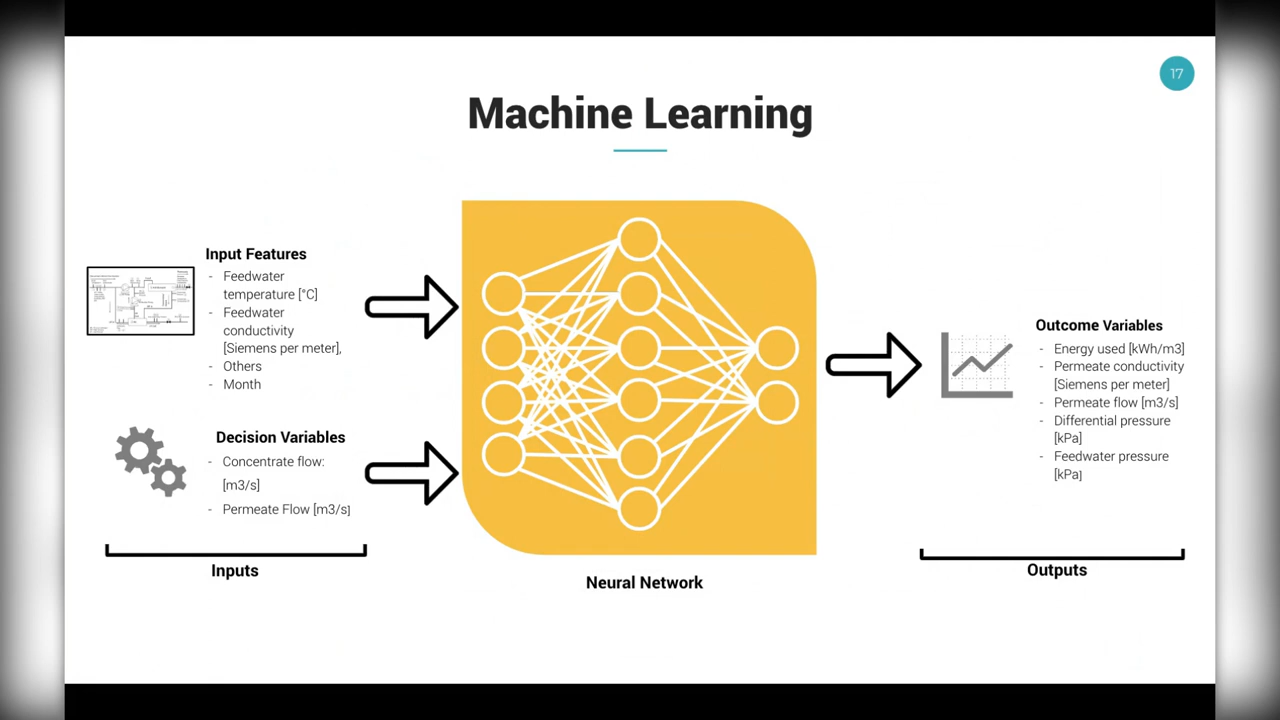 17
Machine Learning
Input Features
- Feedwater
temperature [°C]
- Feedwater
conductivity
[Siemens per meter],
- Others
- Month
Decision Variables
- Concentrate flow:
[m3/s]
- Permeate Flow [m3/s]
Inputs
Neural Network
Outcome Variables
- Energy used [kWh/m3]
- Permeate conductivity
[Siemens per meter]
- Permeate flow [m3/s]
- Differential pressure
[kPa]
- Feedwater pressure
[kPa]
Outputs